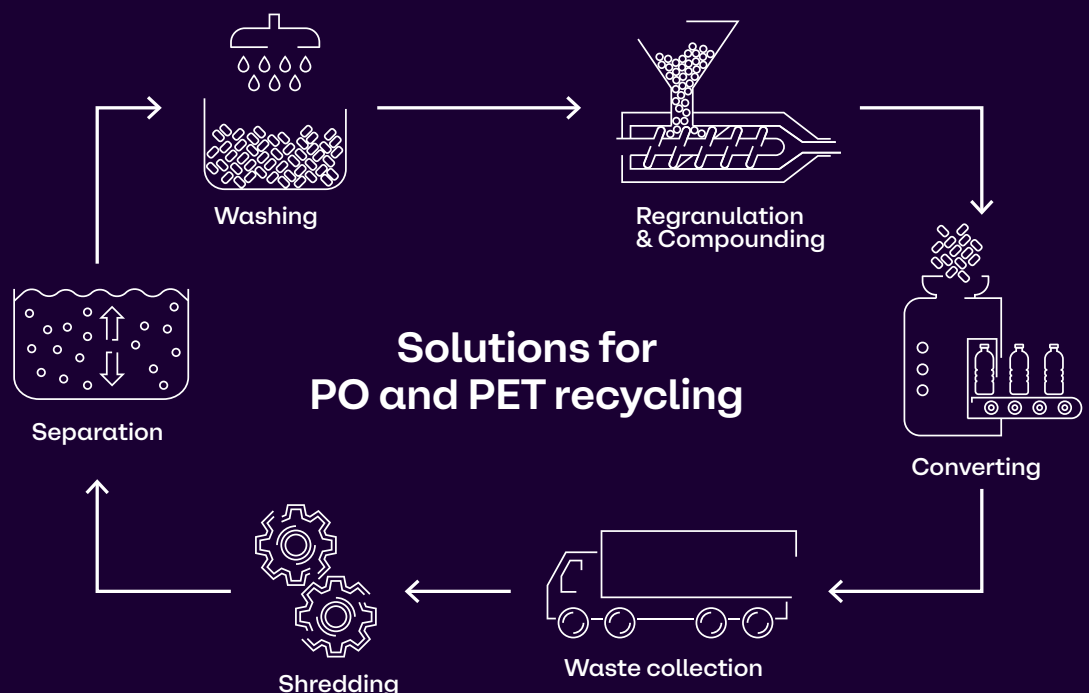 Washing
Regranulation
& Compounding
Solutions for
PO and PET recycling
Separation
Converting
Waste collection
Shredding